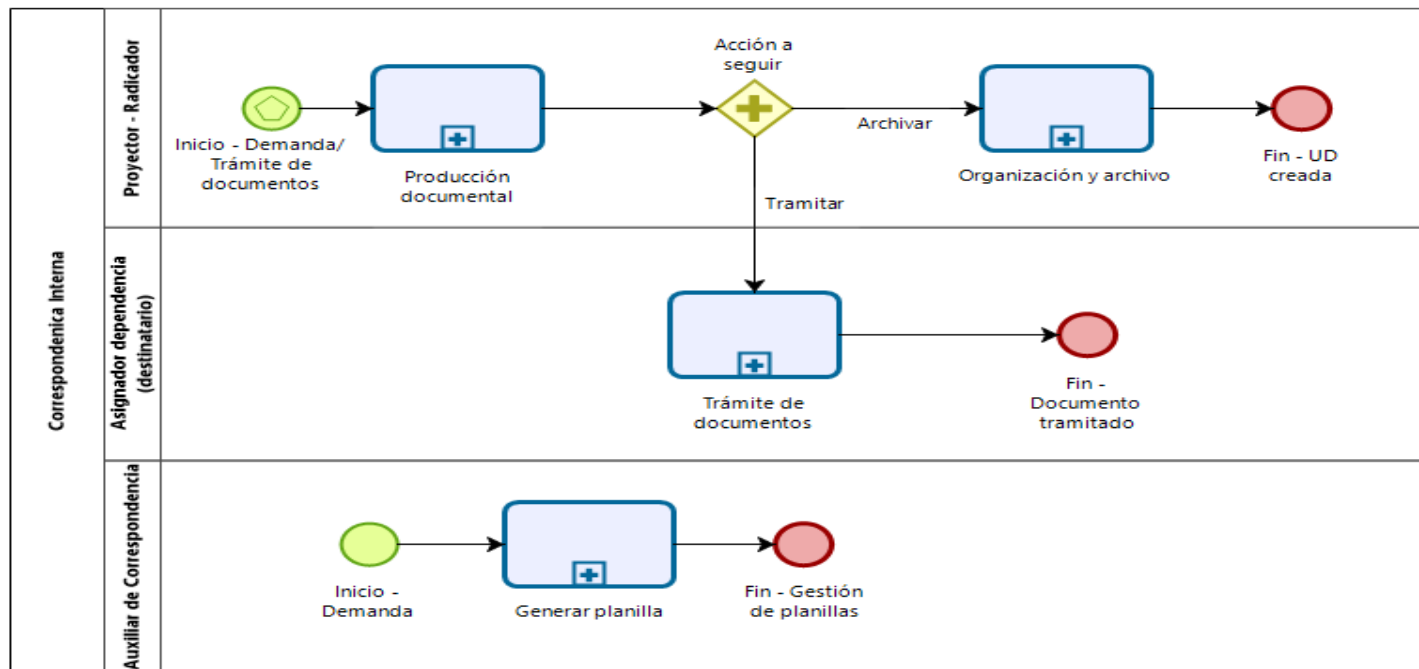 Correspondenica Interna
Proyector - Radicador
Inicio - Demanda/
Trámite de
documentos
Producción
documental
Acción a
seguir
Archivar
Tramitar
Organización y archivo
Fin - UD
creada
Asignador dependencia
(destinatario)
Trámite de
documentos
Fin -
Documento
tramitado
Auxiliar de Correspondencia
Inicio -
Demanda
Generar planilla
Fin - Gestión
de planillas